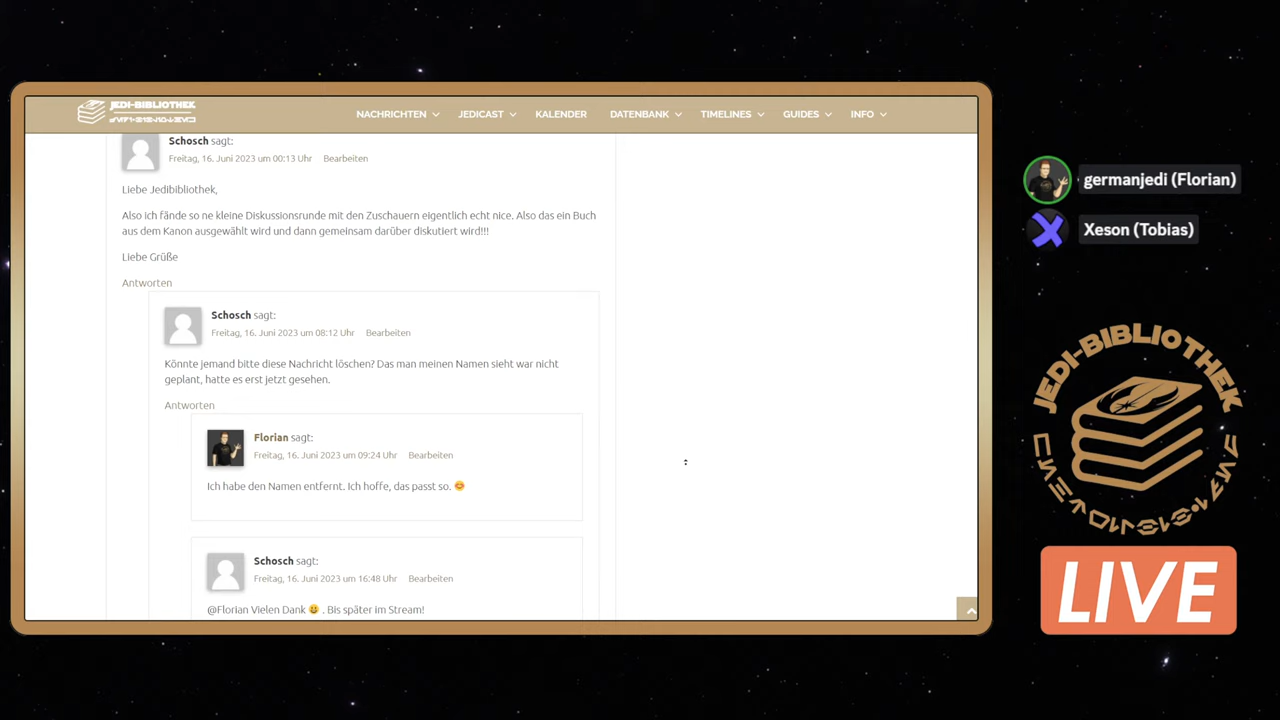 JEDI-BIBLIOTHEK
NACHRICHTEN
JEDICAST
KALENDER
DATENBANK
TIMELINES
GUIDES
INFO
Schosch sagt:
Freitag, 16. Juni 2023 um 00:13 Uhr Bearbeiten
Liebe Jedibibliothek,
Also ich fände so ne kleine Diskussionsrunde mit den Zuschauern eigentlich echt nice. Also das ein Buch
aus dem Kanon ausgewählt wird und dann gemeinsam darüber diskutiert wird!!!
Liebe Grüße
Antworten
Schosch sagt:
Freitag, 16. Juni 2023 um 08:12 Uhr Bearbeiten
Könnte jemand bitte diese Nachricht löschen? Das man meinen Namen sieht war nicht
geplant, hatte es erst jetzt gesehen.
Antworten
Florian sagt:
Freitag, 16. Juni 2023 um 09:24 Uhr Bearbeiten
Ich habe den Namen entfernt. Ich hoffe, das passt so. 😊
Schosch sagt:
Freitag, 16. Juni 2023 um 16:48 Uhr Bearbeiten
@Florian Vielen Dank 😃 . Bis später im Stream!
germanjedi (Florian)
Xeson (Tobias)
JEDI-BIBLIOTHEK
LIVE